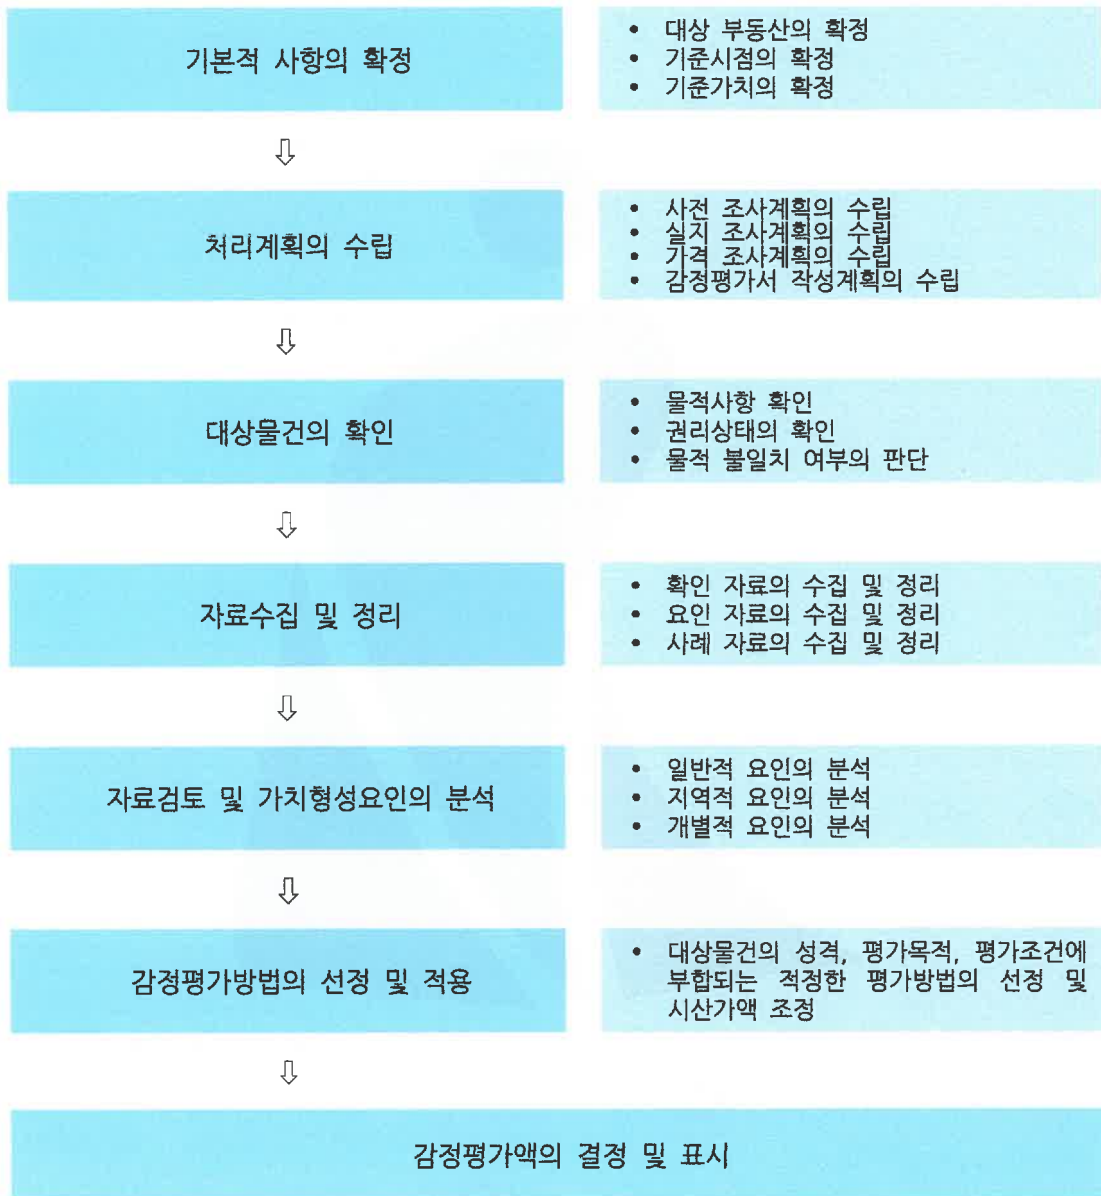 기본적 사항의 확정
• 대상 부동산의 확정
• 기준시점의 확정
• 기준가치의 확정
⇩
처리계획의 수립
• 사전 조사계획의 수립
• 실지 조사계획의 수립
• 가격 조사계획의 수립
• 감정평가서 작성계획의 수립
⇩
대상물건의 확인
• 물적사항 확인
• 권리상태의 확인
• 물적 불일치 여부의 판단
⇩
자료수집 및 정리
• 확인 자료의 수집 및 정리
• 요인 자료의 수집 및 정리
• 사례 자료의 수집 및 정리
⇩
자료검토 및 가치형성요인의 분석
• 일반적 요인의 분석
• 지역적 요인의 분석
• 개별적 요인의 분석
⇩
감정평가방법의 선정 및 적용
• 대상물건의 성격, 평가목적, 평가조건에
부합되는 적정한 평가방법의 선정 및
시산가액 조정
⇩
감정평가액의 결정 및 표시